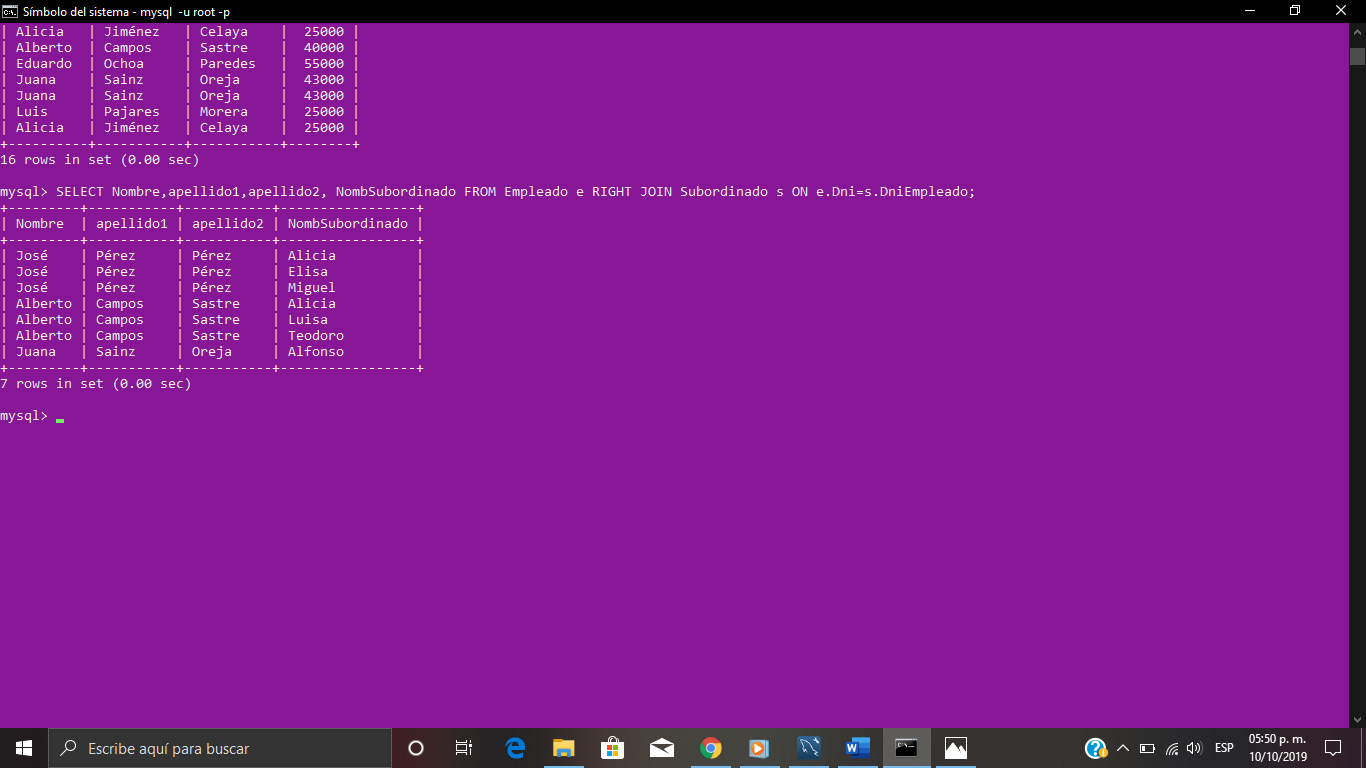 Símbolo del sistema - mysql  -u root -p
| Alicia   | Jiménez   | Celaya    |  25000 |
| Alberto  | Campos    | Sastre    |  40000 |
| Eduardo  | Ochoa     | Paredes   |  55000 |
| Juana    | Sainz     | Oreja     |  43000 |
| Juana    | Sainz     | Oreja     |  43000 |
| Luis     | Pajares   | Morera    |  25000 |
| Alicia   | Jiménez   | Celaya    |  25000 |
+----------+-----------+-----------+--------+
16 rows in set (0.00 sec)
mysql> SELECT Nombre,apellido1,apellido2, NombSubordinado FROM Empleado e RIGHT JOIN Subordinado s ON e.Dni=s.DniEmpleado;
+---------+-----------+-----------+-----------------+
| Nombre  | apellido1 | apellido2 | NombSubordinado |
+---------+-----------+-----------+-----------------+
| José    | Pérez     | Pérez     | Alicia          |
| José    | Pérez     | Pérez     | Elisa           |
| José    | Pérez     | Pérez     | Miguel          |
| Alberto | Campos    | Sastre    | Alicia          |
| Alberto | Campos    | Sastre    | Luisa           |
| Alberto | Campos    | Sastre    | Teodoro         |
| Juana   | Sainz     | Oreja     | Alfonso         |
+---------+-----------+-----------+-----------------+
7 rows in set (0.00 sec)
mysql>
Escribe aquí para buscar
ESP
05:50 p. m.
10/10/2019